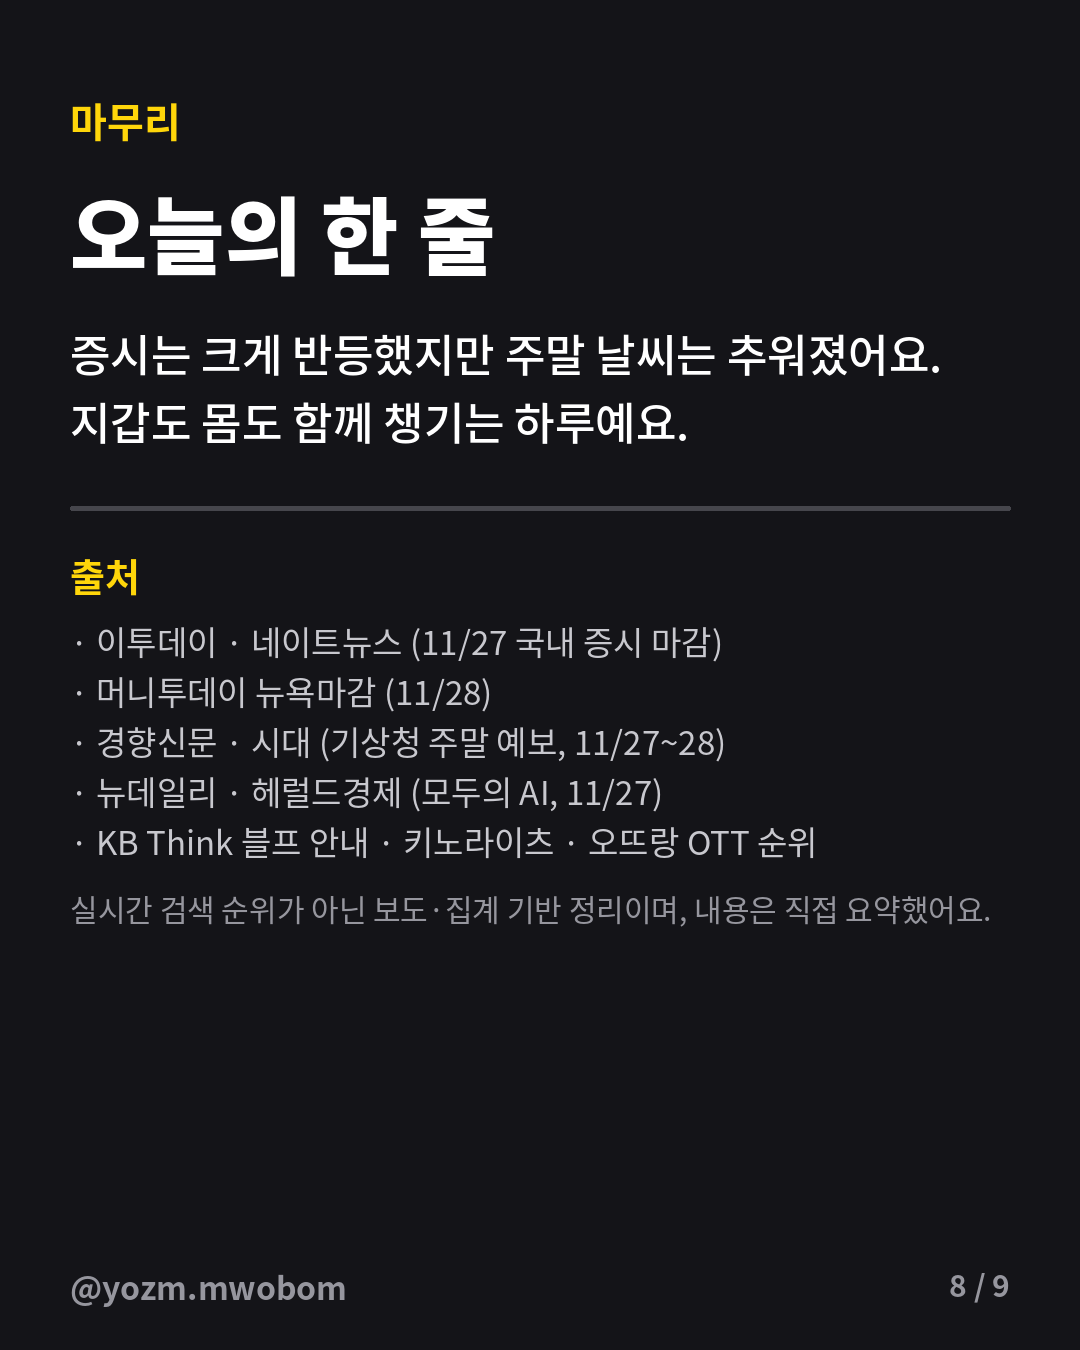 마무리
오늘의 한 줄
증시는 크게 반등했지만 주말 날씨는 추워졌어요.
지갑도 몸도 함께 챙기는 하루예요.
출처
· 이투데이 · 네이트뉴스 (11/27 국내 증시 마감)
· 머니투데이 뉴욕마감 (11/28)
· 경향신문 · 시대 (기상청 주말 예보, 11/27~28)
· 뉴데일리 · 헤럴드경제 (모두의 AI, 11/27)
· KB Think 블프 안내 · 키노라이츠 · 오뜨랑 OTT 순위
실시간 검색 순위가 아닌 보도·집계 기반 정리이며, 내용은 직접 요약했어요.
@yozm.mwobom
8 / 9